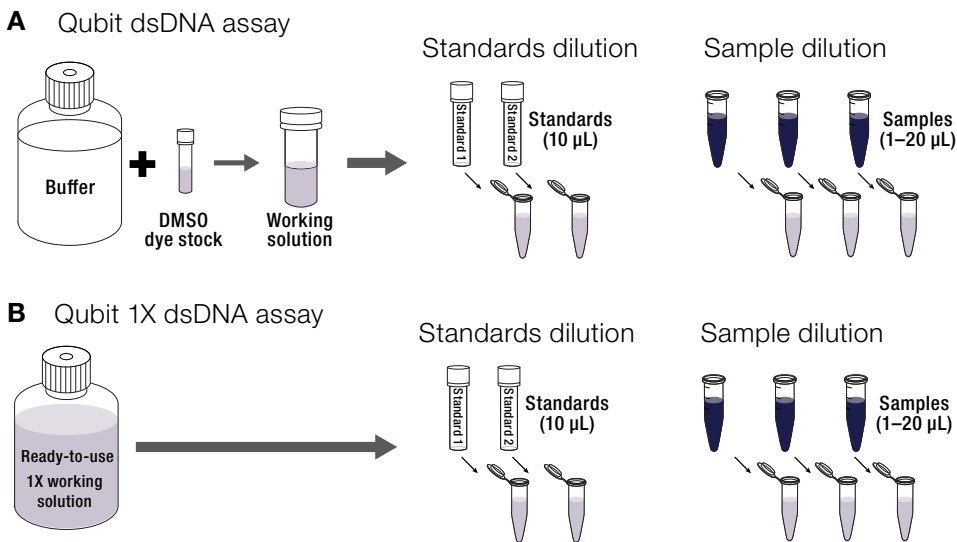 A Qubit dsDNA assay
Standards dilution
Sample dilution
Buffer
DMSO
dye stock
Working
solution
Standard 1
Standard 2
Standards
(10 µL)
Samples
(1–20 µL)
B Qubit 1X dsDNA assay
Standards dilution
Sample dilution
Ready-to-use
1X working
solution
Standard 1
Standard 2
Standards
(10 µL)
Samples
(1–20 µL)